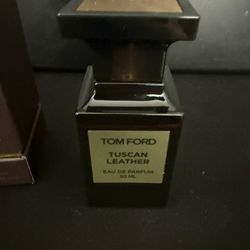 TOM FORD
TUSCAN
LEATHER
EAU DE PARFUM
50 ML